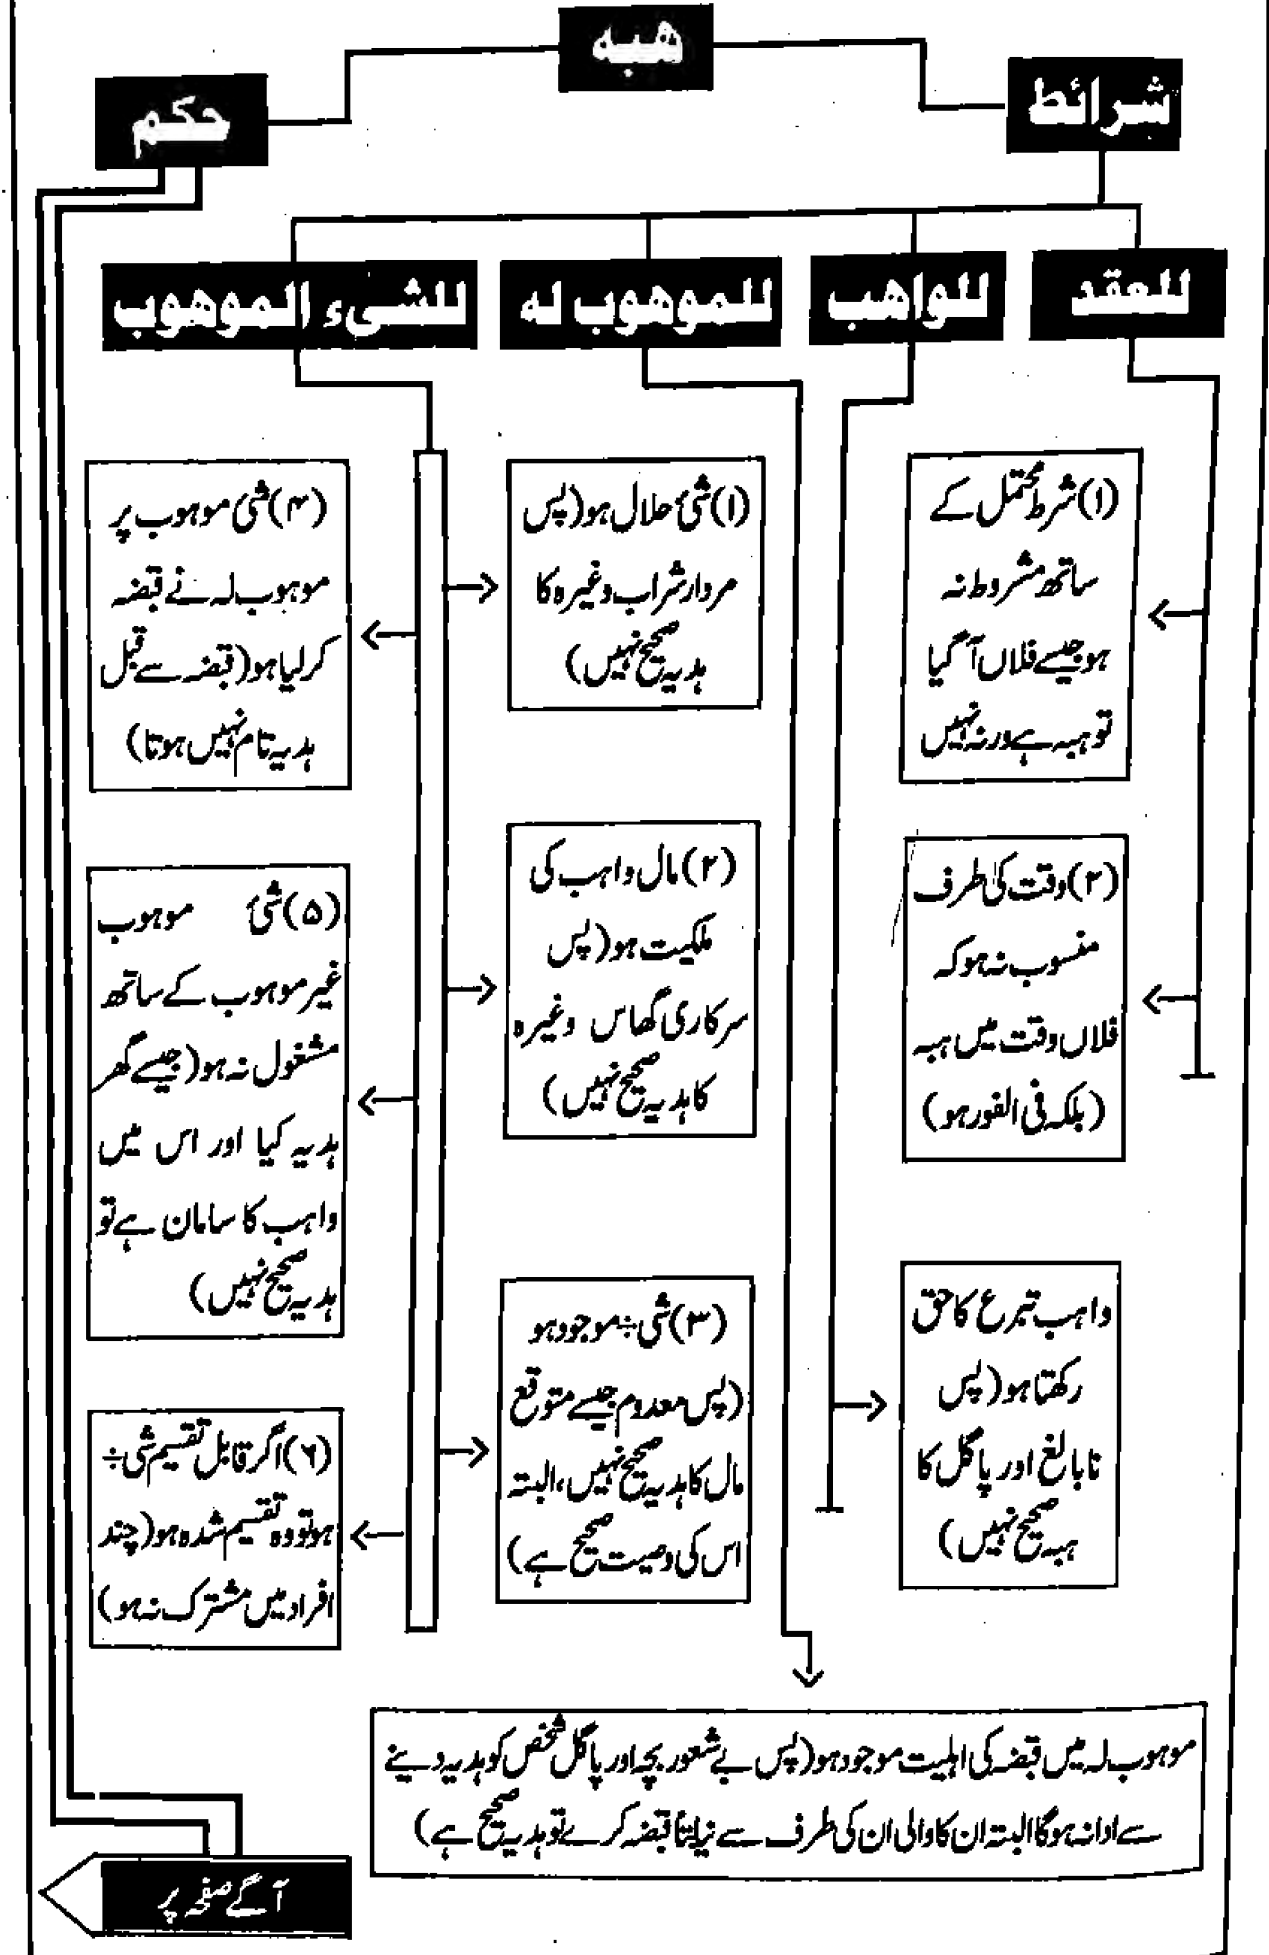 ھبه
شرائط
حکم
للعقد
للواهب
للموهوب له
للشیء الموهوب
(۱) شرط محتمل کے
ساتھ مشروط نہ
ہو جیسے فلاں آگیا
تو ہبہ ہے ورنہ نہیں
(۲) وقت کی طرف
منسوب نہ ہو کہ
فلاں وقت میں ہبہ
(بلکہ فی الفور ہو)
واہب تبرع کا حق
رکھتا ہو (پس
نابالغ اور پاگل کا
ہبہ صحیح نہیں)
(۱) شئ حلال ہو (پس
مردار شراب وغیرہ کا
ہدیہ صحیح نہیں)
(۲) مال واہب کی
ملکیت ہو (پس
سرکاری گھاس وغیرہ
کا ہدیہ صحیح نہیں)
(۳) شیٔ موجود ہو
(پس معدوم جیسے متوقع
مال کا ہدیہ صحیح نہیں، البتہ
اس کی وصیت صحیح ہے)
(۴) شئ موہوب پر
موہوب لہ نے قبضہ
کرلیا ہو (قبضہ سے قبل
ہدیہ تام نہیں ہوتا)
(۵) شئ موہوب
غیر موہوب کے ساتھ
مشغول نہ ہو (جیسے گھر
ہدیہ کیا اور اس میں
واہب کا سامان ہے تو
ہدیہ صحیح نہیں)
(۶) اگر قابل تقسیم شیٔ
ہو تو وہ تقسیم شدہ ہو (چند
افراد میں مشترک نہ ہو)
موہوب لہ میں قبضہ کی اہلیت موجود ہو (پس بے شعور بچہ اور پاگل شخص کو ہدیہ دینے
سے ادا نہ ہوگا البتہ ان کا والی ان کی طرف سے نیابتاً قبضہ کرے تو ہدیہ صحیح ہے)
آگے صفحہ پر